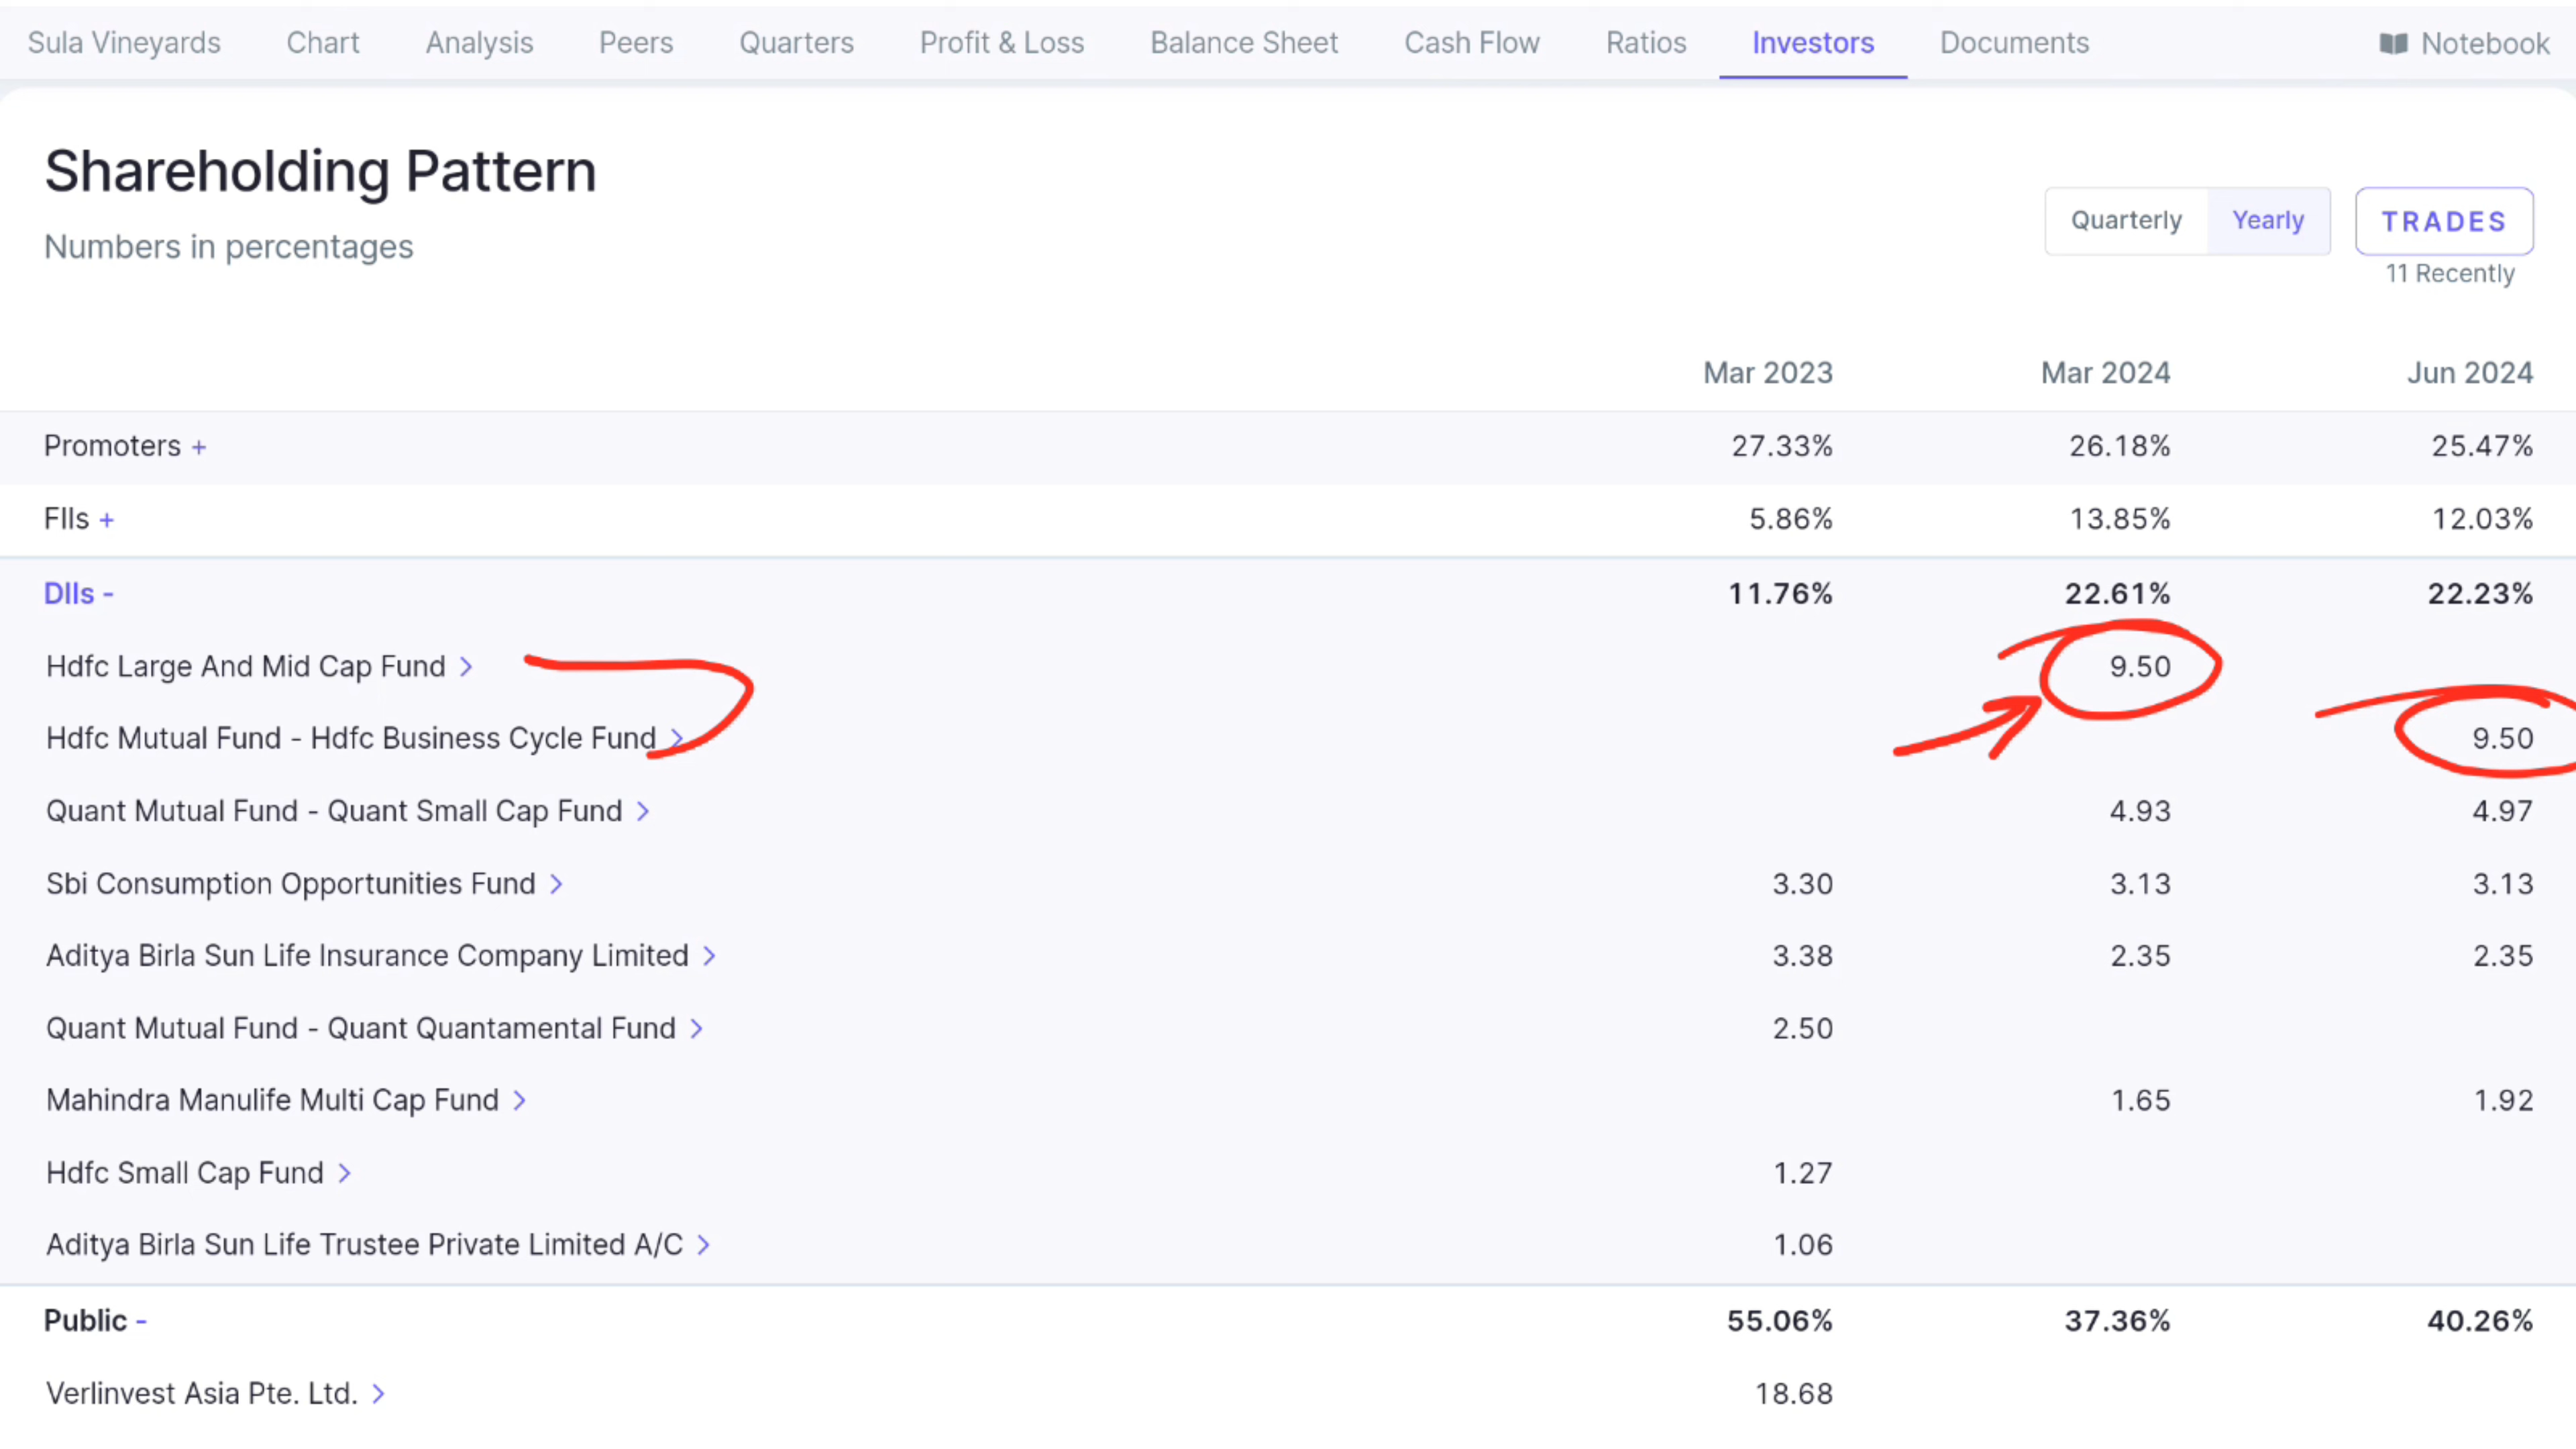 Sula Vineyards Chart Analysis Peers Quarters Profit & Loss Balance Sheet Cash Flow Ratios Investors Documents Notebook
Shareholding Pattern
Numbers in percentages
Quarterly Yearly TRADES
11 Recently
Mar 2023 Mar 2024 Jun 2024
Promoters + 27.33% 26.18% 25.47%
FIIs + 5.86% 13.85% 12.03%
DIIs - 11.76% 22.61% 22.23%
Hdfc Large And Mid Cap Fund > 9.50
Hdfc Mutual Fund - Hdfc Business Cycle Fund > 9.50
Quant Mutual Fund - Quant Small Cap Fund > 4.93 4.97
Sbi Consumption Opportunities Fund > 3.30 3.13 3.13
Aditya Birla Sun Life Insurance Company Limited > 3.38 2.35 2.35
Quant Mutual Fund - Quant Quantamental Fund > 2.50
Mahindra Manulife Multi Cap Fund > 1.65 1.92
Hdfc Small Cap Fund > 1.27
Aditya Birla Sun Life Trustee Private Limited A/C > 1.06
Public - 55.06% 37.36% 40.26%
Verlinvest Asia Pte. Ltd. > 18.68